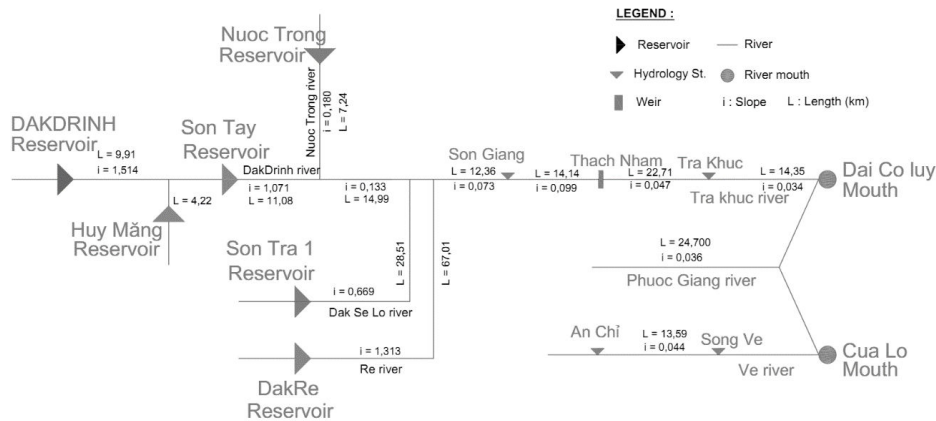 LEGEND :
Reservoir
River
Hydrology St.
River mouth
Weir
i : Slope
L : Length (km)
Nuoc Trong
Reservoir
Nuoc Trong river
i = 0,180
L = 7,24
DAKDRINH
Reservoir
L = 9,91
i = 1,514
Son Tay
Reservoir
DakDrinh river
i = 1,071
L = 11,08
i = 0,133
L = 14,99
L = 4,22
Huy Măng
Reservoir
Son Giang
L = 12,36
i = 0,073
L = 14,14
i = 0,099
Thach Nham
L = 22,71
i = 0,047
Tra Khuc
L = 14,35
i = 0,034
Tra khuc river
Dai Co luy
Mouth
Son Tra 1
Reservoir
i = 0,669
Dak Se Lo river
L = 28,51
L = 67,01
i = 1,313
Re river
DakRe
Reservoir
L = 24,700
i = 0,036
Phuoc Giang river
An Chỉ
L = 13,59
i = 0,044
Song Ve
Ve river
Cua Lo
Mouth